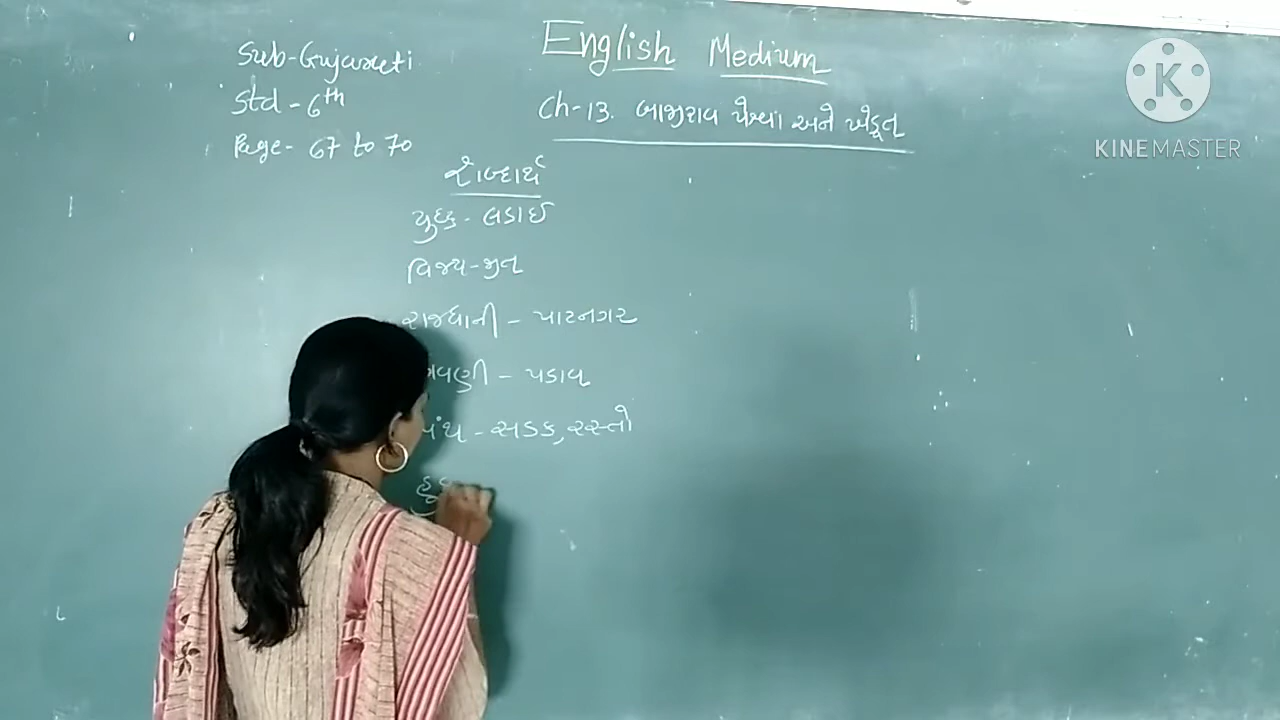 Sub-Gujarati
Std - 6th
Page - 67 to 70
English Medium
Ch-13. બાજીરાવ પેશ્વા અને ખેડૂત
શબ્દાર્થ
યુદ્ધ - લડાઈ
વિજય - જીત
રાજધાની - પાટનગર
પડાવ
પંથ - સડક, રસ્તો
K
KINEMASTER